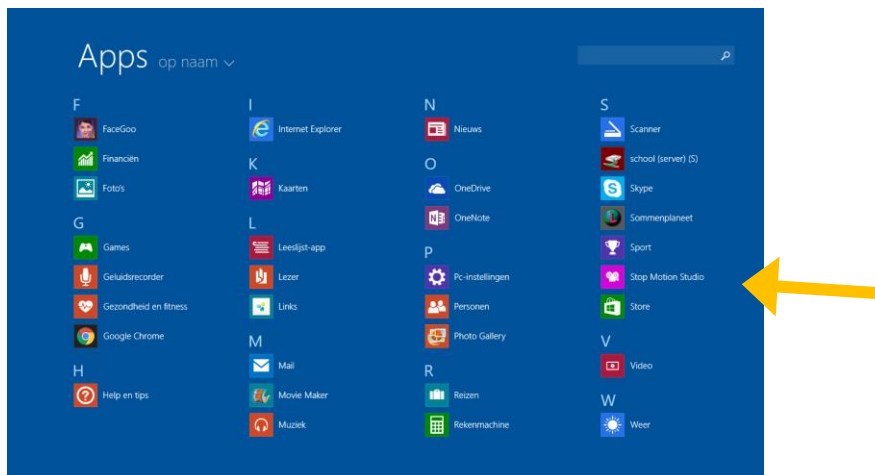 Apps op naam
F
FaceGoo
Financiën
Foto's
G
Games
Geluidsrecorder
Gezondheid en fitness
Google Chrome
H
Help en tips
I
Internet Explorer
K
Kaarten
L
Leeslijst-app
Lezer
Links
M
Mail
Movie Maker
Muziek
N
Nieuws
O
OneDrive
OneNote
P
Pc-instellingen
Personen
Photo Gallery
R
Reizen
Rekenmachine
S
Scanner
school (server) (S)
Skype
Sommenplaneet
Sport
Stop Motion Studio
Store
V
Video
W
Weer